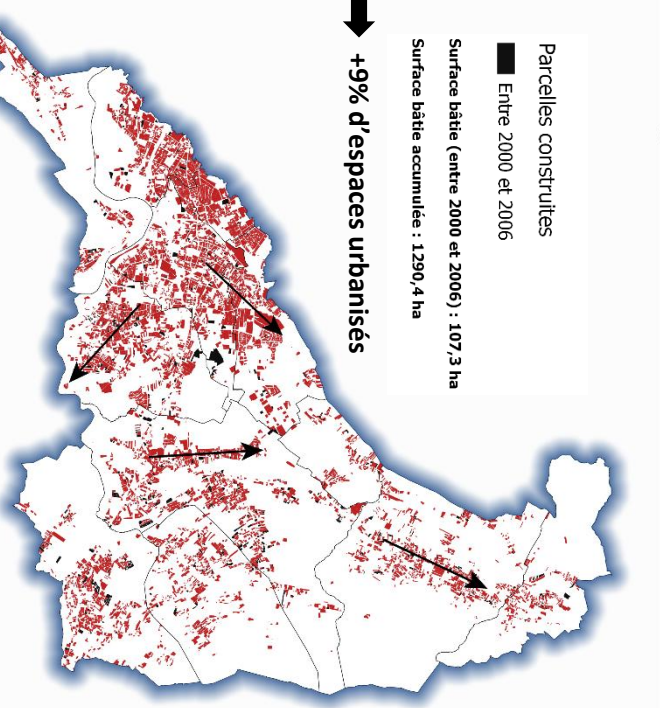 Parcelles construites
Entre 2000 et 2006
Surface bâtie (entre 2000 et 2006) : 107,3 ha
Surface bâtie accumulée : 1290,4 ha
+9% d’espaces urbanisés